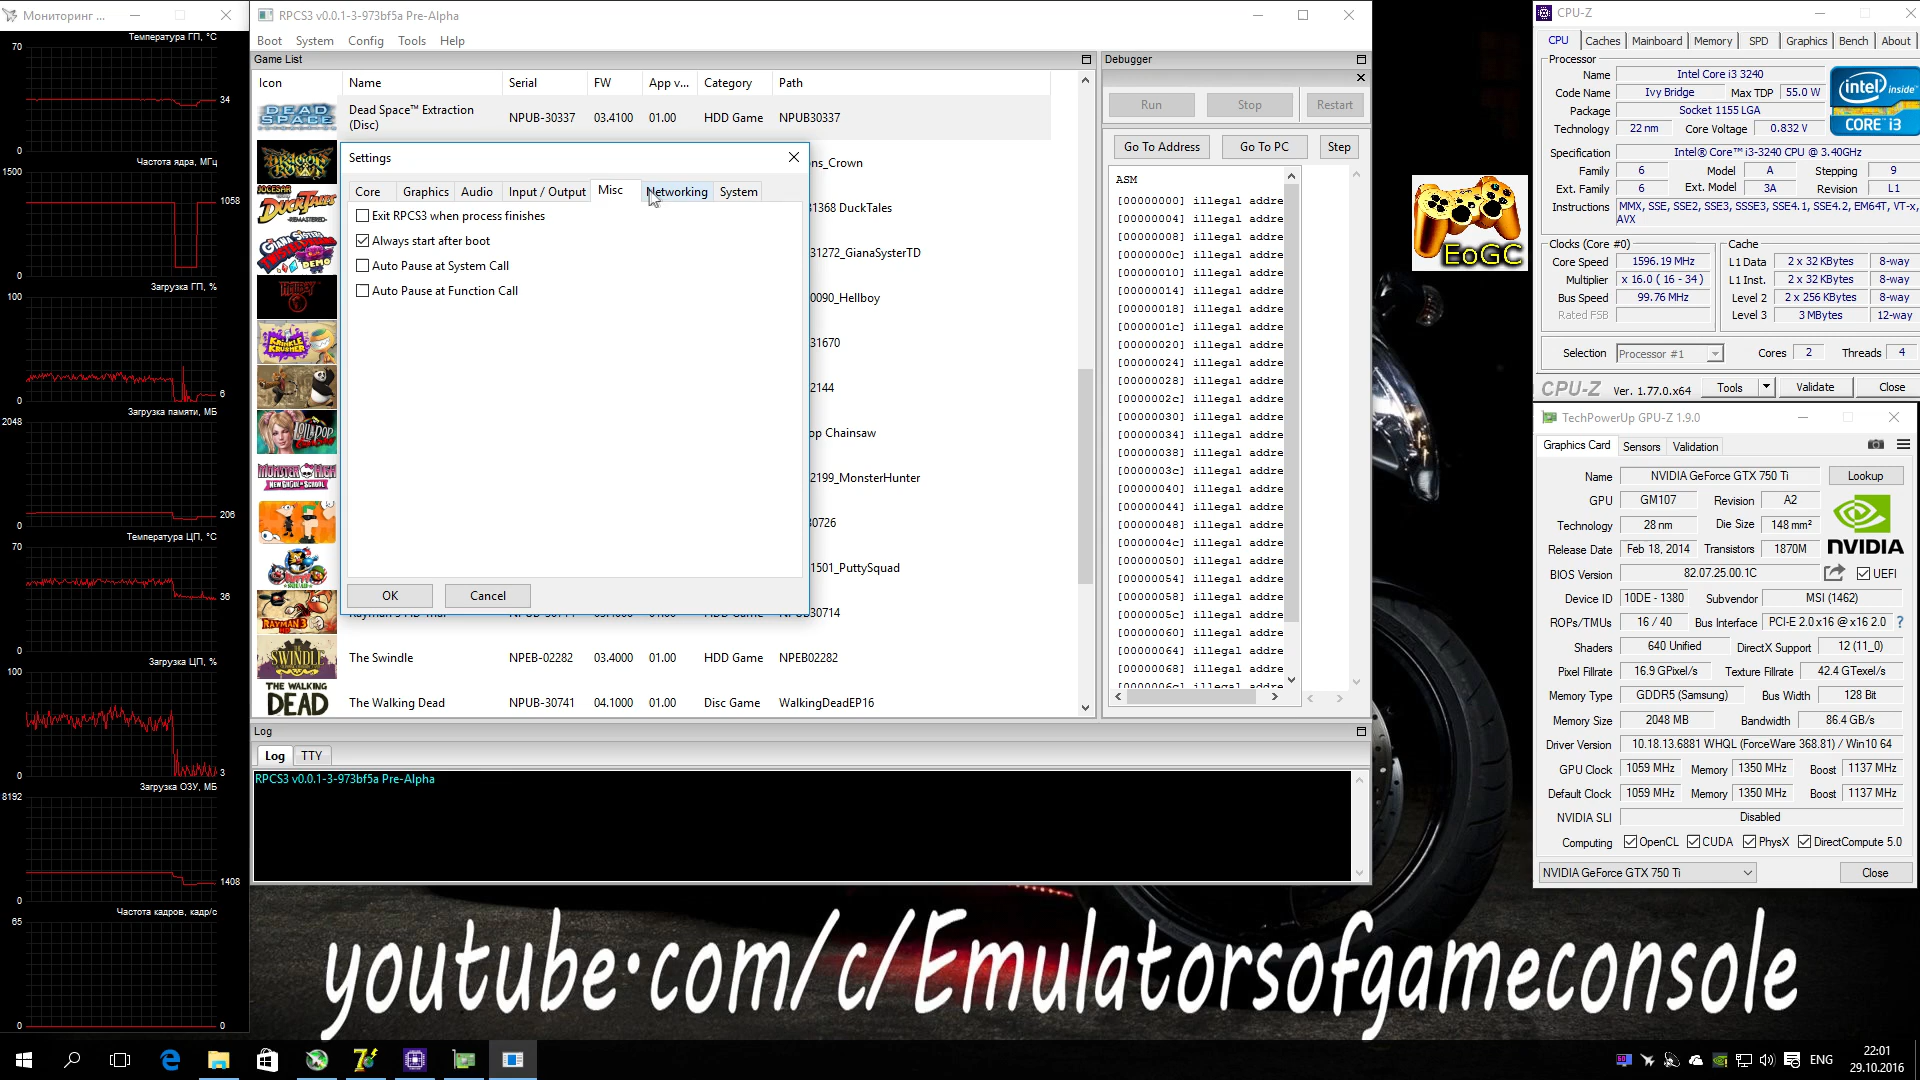 Мониторинг ...
Температура ГП, °C
70
34
0
Частота ядра, МГц
1500
1058
0
Загрузка ГП, %
100
6
0
Загрузка памяти, МБ
2048
206
0
Температура ЦП, °C
70
36
0
Загрузка ЦП, %
100
3
0
Загрузка ОЗУ, МБ
8192
1408
0
Частота кадров, кадр/с
65
0
0
RPCS3 v0.0.1-3-973bf5a Pre-Alpha
Boot System Config Tools Help
Game List
Icon Name Serial FW App v... Category Path
DEAD SPACE
Dead Space™ Extraction (Disc) NPUB-30337 03.4100 01.00 HDD Game NPUB30337
ns_Crown
31368 DuckTales
31272_GianaSysterTD
0090_Hellboy
31670
2144
op Chainsaw
2199_MonsterHunter
30726
1501_PuttySquad
30714
The Swindle NPEB-02282 03.4000 01.00 HDD Game NPEB02282
THE WALKING DEAD
The Walking Dead NPUB-30741 04.1000 01.00 Disc Game WalkingDeadEP16
Settings
Core Graphics Audio Input / Output Misc Networking System
Exit RPCS3 when process finishes
Always start after boot
Auto Pause at System Call
Auto Pause at Function Call
OK Cancel
Debugger
Run Stop Restart
Go To Address Go To PC Step
ASM
[00000000] illegal addre
[00000004] illegal addre
[00000008] illegal addre
[0000000c] illegal addre
[00000010] illegal addre
[00000014] illegal addre
[00000018] illegal addre
[0000001c] illegal addre
[00000020] illegal addre
[00000024] illegal addre
[00000028] illegal addre
[0000002c] illegal addre
[00000030] illegal addre
[00000034] illegal addre
[00000038] illegal addre
[0000003c] illegal addre
[00000040] illegal addre
[00000044] illegal addre
[00000048] illegal addre
[0000004c] illegal addre
[00000050] illegal addre
[00000054] illegal addre
[00000058] illegal addre
[0000005c] illegal addre
[00000060] illegal addre
[00000064] illegal addre
[00000068] illegal addre
[0000006c] illegal addre
Log
Log TTY
RPCS3 v0.0.1-3-973bf5a Pre-Alpha
EoGC
CPU-Z
CPU Caches Mainboard Memory SPD Graphics Bench About
Processor
Name Intel Core i3 3240
Code Name Ivy Bridge Max TDP 55.0 W
Package Socket 1155 LGA
Technology 22 nm Core Voltage 0.832 V
intel inside™
CORE i3
Specification Intel® Core™ i3-3240 CPU @ 3.40GHz
Family 6 Model A Stepping 9
Ext. Family 6 Ext. Model 3A Revision L1
Instructions MMX, SSE, SSE2, SSE3, SSSE3, SSE4.1, SSE4.2, EM64T, VT-x,
AVX
Clocks (Core #0)
Core Speed 1596.19 MHz
Multiplier x 16.0 ( 16 - 34 )
Bus Speed 99.76 MHz
Rated FSB
Cache
L1 Data 2 x 32 KBytes 8-way
L1 Inst. 2 x 32 KBytes 8-way
Level 2 2 x 256 KBytes 8-way
Level 3 3 MBytes 12-way
Selection Processor #1 Cores 2 Threads 4
CPU-Z Ver. 1.77.0.x64 Tools Validate Close
TechPowerUp GPU-Z 1.9.0
Graphics Card Sensors Validation
Name NVIDIA GeForce GTX 750 Ti Lookup
GPU GM107 Revision A2
Technology 28 nm Die Size 148 mm²
Release Date Feb 18, 2014 Transistors 1870M
NVIDIA
BIOS Version 82.07.25.00.1C UEFI
Device ID 10DE - 1380 Subvendor MSI (1462)
ROPs/TMUs 16 / 40 Bus Interface PCI-E 2.0 x16 @ x16 2.0 ?
Shaders 640 Unified DirectX Support 12 (11_0)
Pixel Fillrate 16.9 GPixel/s Texture Fillrate 42.4 GTexel/s
Memory Type GDDR5 (Samsung) Bus Width 128 Bit
Memory Size 2048 MB Bandwidth 86.4 GB/s
Driver Version 10.18.13.6881 WHQL (ForceWare 368.81) / Win10 64
GPU Clock 1059 MHz Memory 1350 MHz Boost 1137 MHz
Default Clock 1059 MHz Memory 1350 MHz Boost 1137 MHz
NVIDIA SLI Disabled
Computing OpenCL CUDA PhysX DirectCompute 5.0
NVIDIA GeForce GTX 750 Ti Close
youtube.com/c/Emulatorsofgameconsole
ENG
22:01
29.10.2016